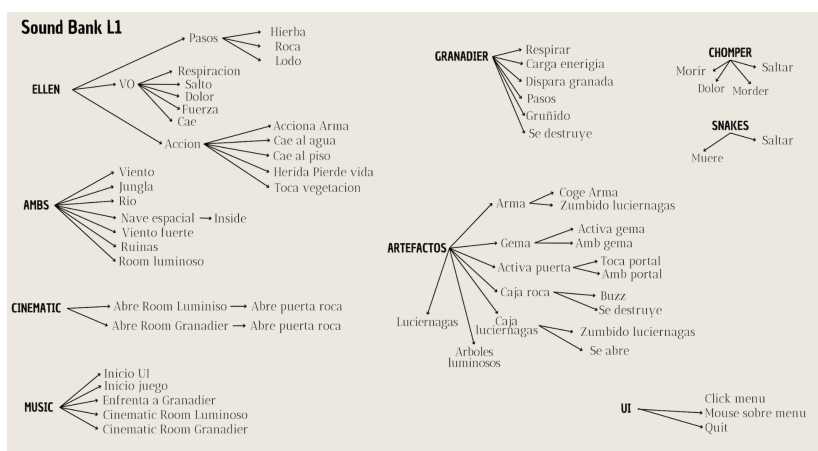 Sound Bank L1
ELLEN
Pasos
Hierba
Roca
Lodo
VO
Respiracion
Salto
Dolor
Fuerza
Cae
Accion
Acciona Arma
Cae al agua
Cae al piso
Herida Pierde vida
Toca vegetacion
AMBS
Viento
Jungla
Rio
Nave espacial
Inside
Viento fuerte
Ruinas
Room luminoso
CINEMATIC
Abre Room Luminiso
Abre puerta roca
Abre Room Granadier
Abre puerta roca
MUSIC
Inicio UI
Inicio juego
Enfrenta a Granadier
Cinematic Room Luminoso
Cinematic Room Granadier
GRANADIER
Respirar
Carga enerigia
Dispara granada
Pasos
Gruñido
Se destruye
CHOMPER
Morir
Dolor
Morder
Saltar
SNAKES
Muere
Saltar
ARTEFACTOS
Arma
Coge Arma
Zumbido luciernagas
Gema
Activa gema
Amb gema
Activa puerta
Toca portal
Amb portal
Caja roca
Buzz
Se destruye
Caja
luciernagas
Zumbido luciernagas
Se abre
Arboles
luminosos
Luciernagas
UI
Click menu
Mouse sobre menu
Quit